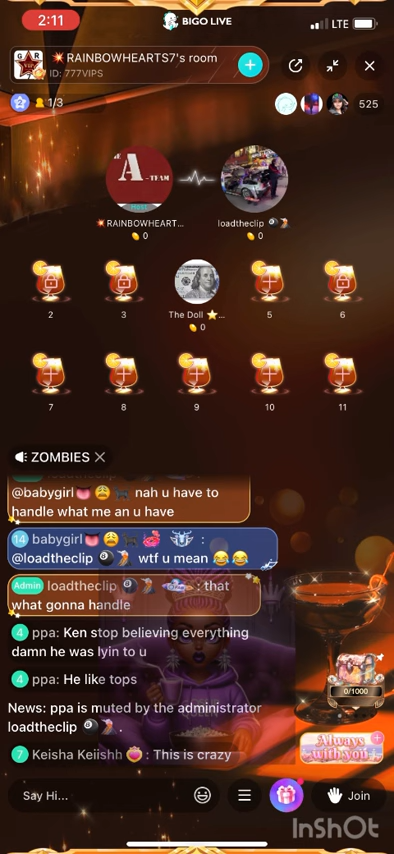 2:11
BIGO LIVE
LTE
💥RAINBOWHEARTS7's room
ID: 777VIPS
1/3
525
A -TEAM
Host
💥RAINBOWHEART...
loadtheclip 🎱
0
0
2
3
The Doll ⭐...
5
6
0
7
8
9
10
11
ZOMBIES ×
@babygirl👅😩🐈‍⬛ nah u have to
handle what me an u have
14 babygirl👅😩🐈‍⬛🦀 :
@loadtheclip 🎱 wtf u mean 😂😂
Admin loadtheclip 🎱 : that
what gonna handle
4 ppa: Ken stop believing everything
damn he was lyin to u
4 ppa: He like tops
News: ppa is muted by the administrator
loadtheclip 🎱 .
7 Keisha Keiishh : This is crazy
QUEEN
0/1000
Always
with you
Say Hi...
Join
InShOt